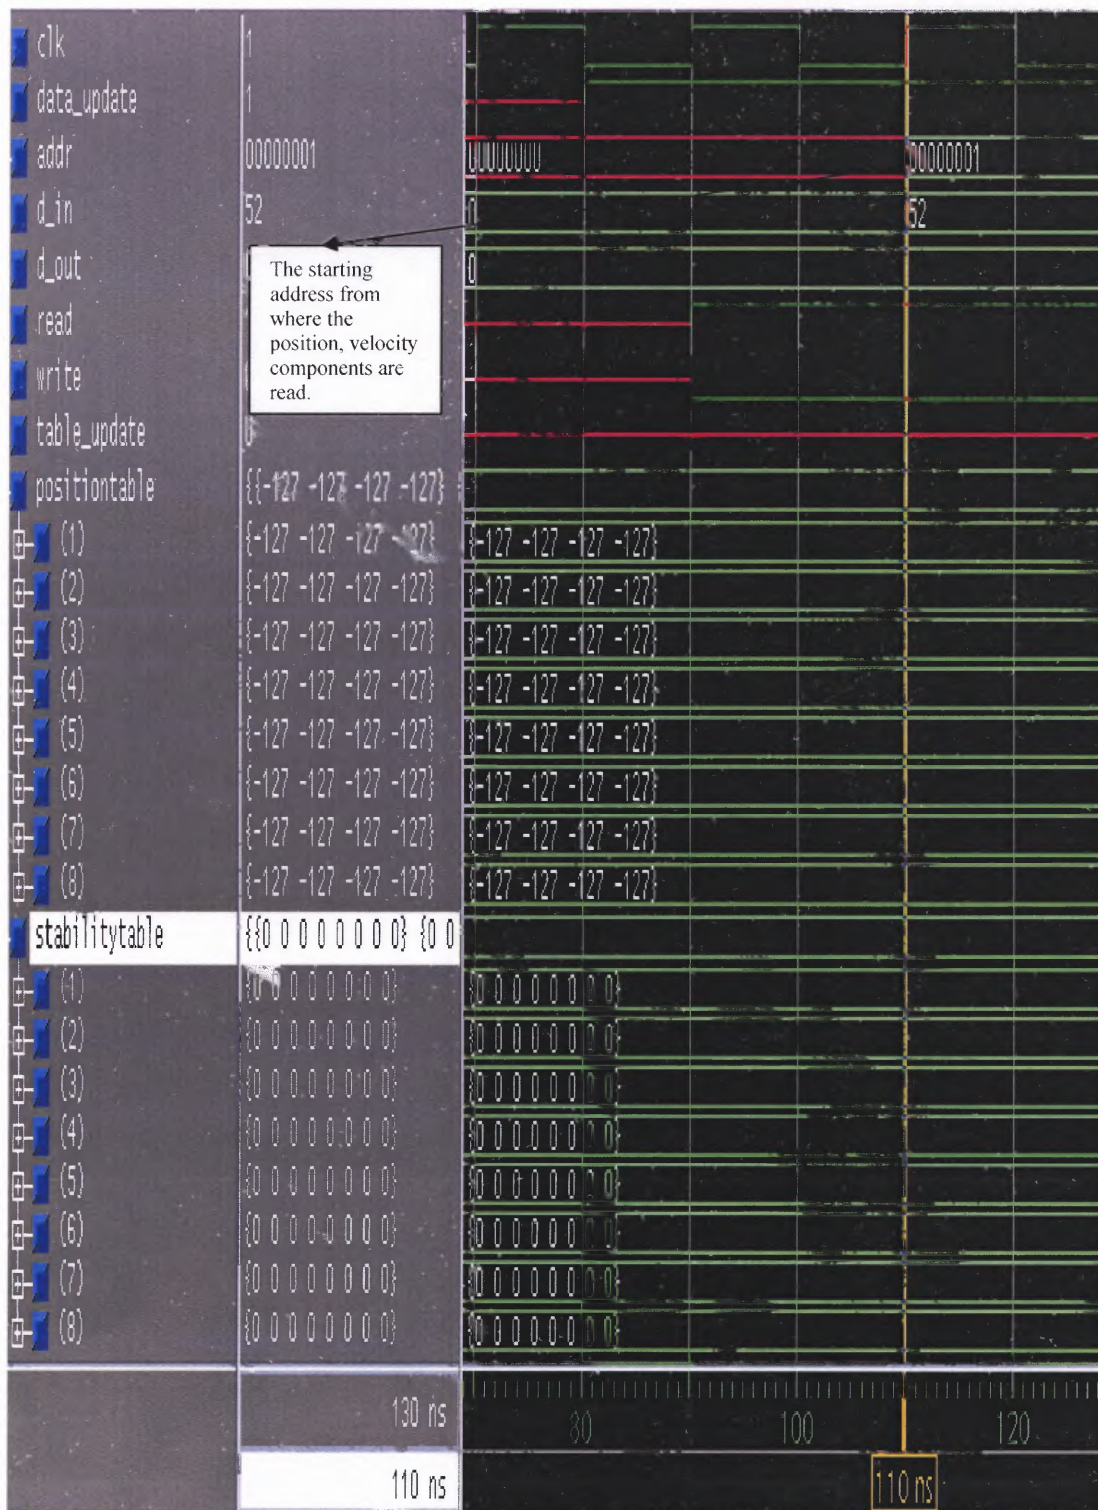 clk 1
data_update 1
addr 00000001 00000001
d_in 52 52
d_out 0
The starting
address from
where the
position, velocity
components are
read.
read
write
table_update
positiontable {{-127 -127 -127 -127}
(1) {-127 -127 -127 -127} {-127 -127 -127 -127}
(2) {-127 -127 -127 -127} {-127 -127 -127 -127}
(3) {-127 -127 -127 -127} {-127 -127 -127 -127}
(4) {-127 -127 -127 -127} {-127 -127 -127 -127}
(5) {-127 -127 -127 -127} {-127 -127 -127 -127}
(6) {-127 -127 -127 -127} {-127 -127 -127 -127}
(7) {-127 -127 -127 -127} {-127 -127 -127 -127}
(8) {-127 -127 -127 -127} {-127 -127 -127 -127}
stabilitytable {{0 0 0 0 0 0 0 0} {0 0
(1) {0 0 0 0 0 0 0 0} {0 0 0 0 0 0 0 0}
(2) {0 0 0 0 0 0 0 0} {0 0 0 0 0 0 0 0}
(3) {0 0 0 0 0 0 0 0} {0 0 0 0 0 0 0 0}
(4) {0 0 0 0 0 0 0 0} {0 0 0 0 0 0 0 0}
(5) {0 0 0 0 0 0 0 0} {0 0 0 0 0 0 0 0}
(6) {0 0 0 0 0 0 0 0} {0 0 0 0 0 0 0 0}
(7) {0 0 0 0 0 0 0 0} {0 0 0 0 0 0 0 0}
(8) {0 0 0 0 0 0 0 0} {0 0 0 0 0 0 0 0}
130 ns 80 100 120
110 ns 110 ns